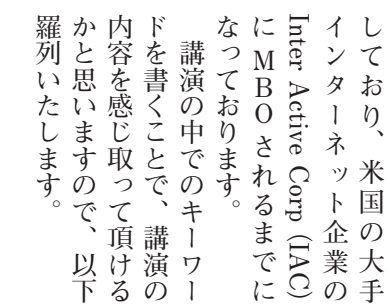 しており、米国の大手
インターネット企業の
Inter Active Corp (IAC)
に MBO されるまでに
なっております。
講演の中でのキーワー
ドを書くことで、講演の
内容を感じ取って頂ける
かと思いますので、以下
羅列いたします。